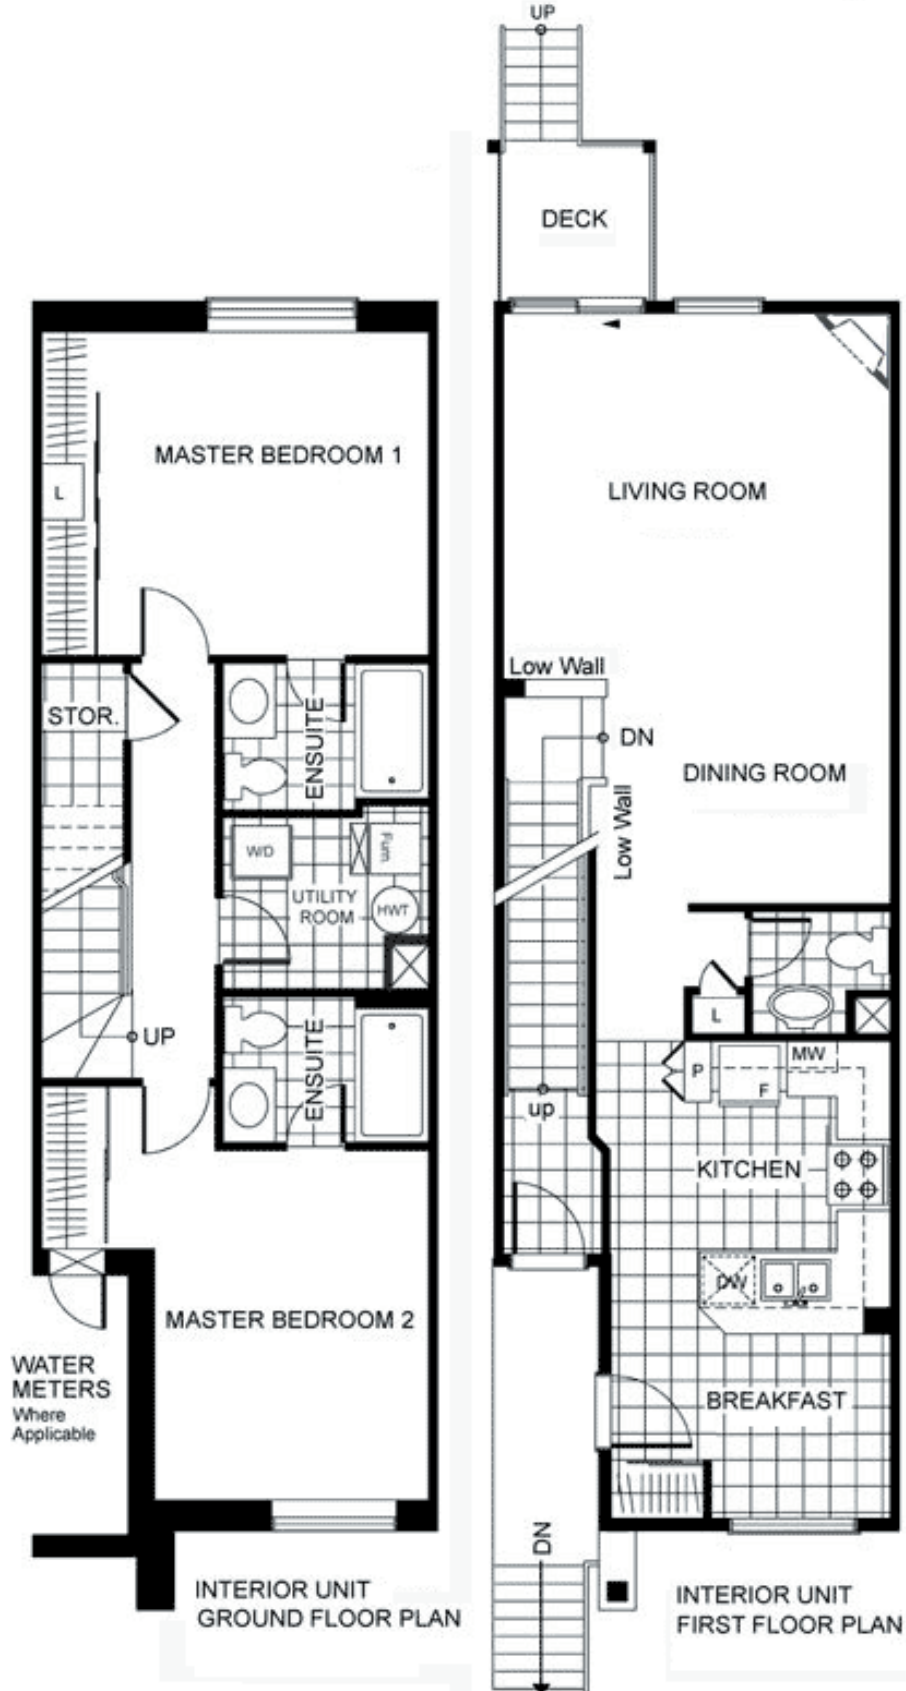 UP
DECK
MASTER BEDROOM 1
L
STOR.
ENSUITE
W/D
Furn.
UTILITY
ROOM
HWT
UP
ENSUITE
MASTER BEDROOM 2
WATER
METERS
Where
Applicable
INTERIOR UNIT
GROUND FLOOR PLAN
LIVING ROOM
Low Wall
DN
DINING ROOM
Low Wall
L
P
F
MW
up
KITCHEN
DW
BREAKFAST
DN
INTERIOR UNIT
FIRST FLOOR PLAN